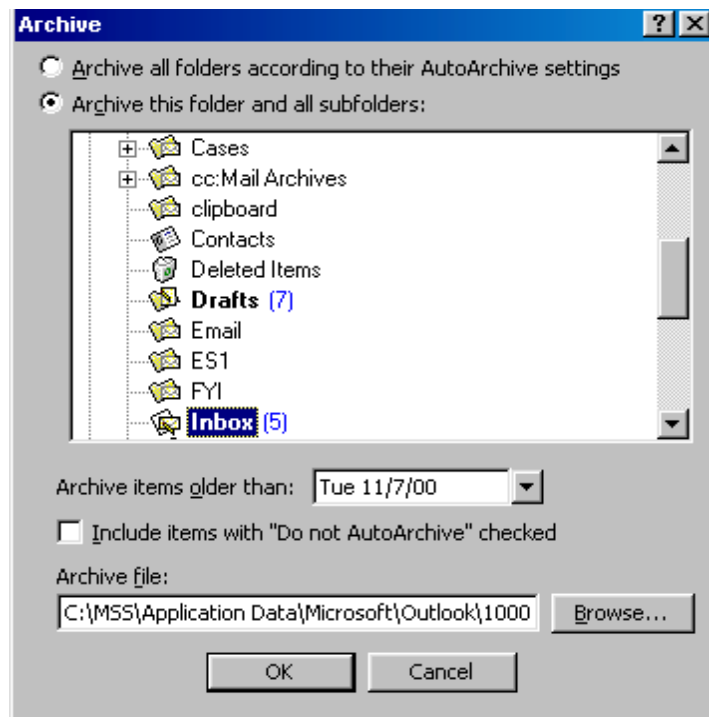 Archive
Archive all folders according to their AutoArchive settings
Archive this folder and all subfolders:
Cases
cc:Mail Archives
clipboard
Contacts
Deleted Items
Drafts (7)
Email
ES1
FYI
Inbox (5)
Archive items older than: Tue 11/7/00
Include items with "Do not AutoArchive" checked
Archive file:
C:\MSS\Application Data\Microsoft\Outlook\1000 Browse...
OK Cancel